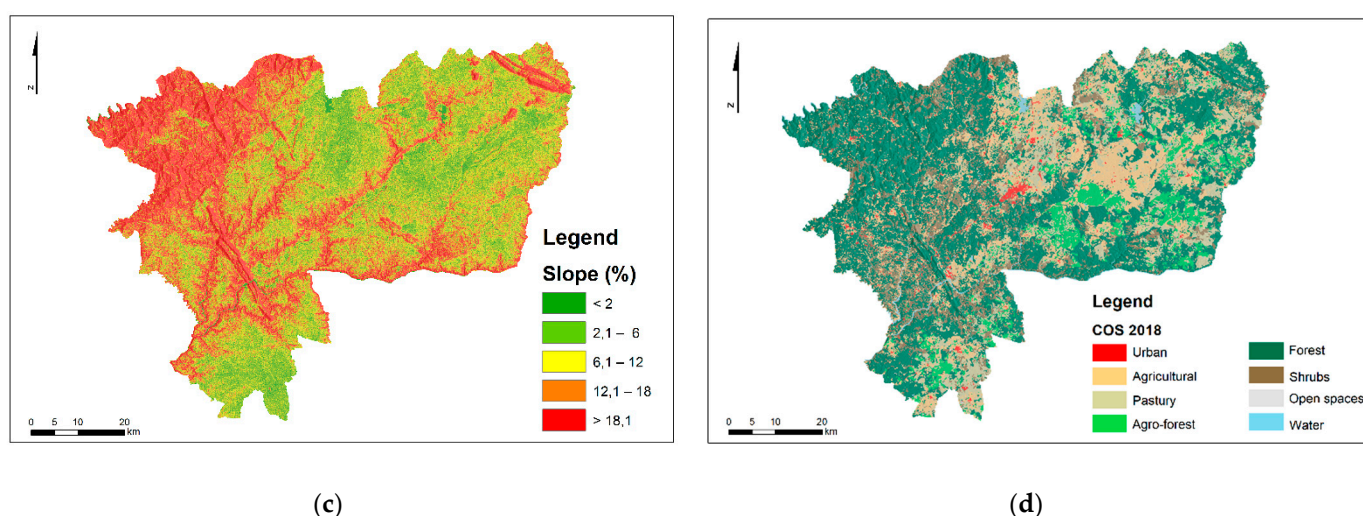 N
Legend
Slope (%)
< 2
2,1 – 6
6,1 – 12
12,1 – 18
> 18,1
0 5 10 20
km
(c)
N
Legend
COS 2018
Urban
Agricultural
Pastury
Agro-forest
Forest
Shrubs
Open spaces
Water
0 5 10 20
km
(d)